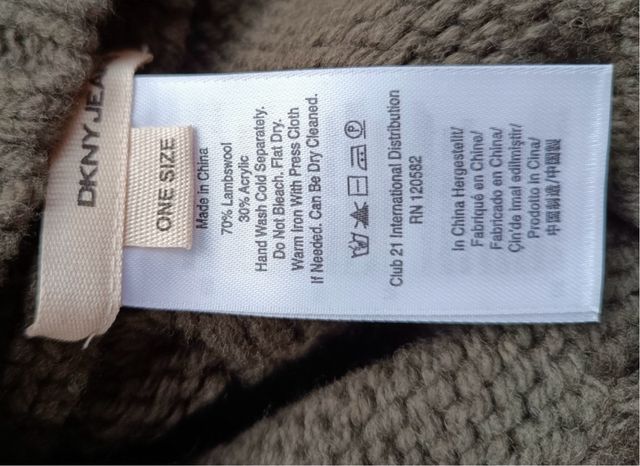 DKNY JEA
ONE SIZE
Made in China
70% Lambswool
30% Acrylic
Hand Wash Cold Separately.
Do Not Bleach. Flat Dry.
Warm Iron With Press Cloth
If Needed. Can Be Dry Cleaned.
P
Club 21 International Distribution
RN 120582
In China Hergestellt/
Fabriqué en Chine/
Fabricado en China/
Çin'de imal edilmiştir/
Prodotto in Cina/
中国制造/中國製